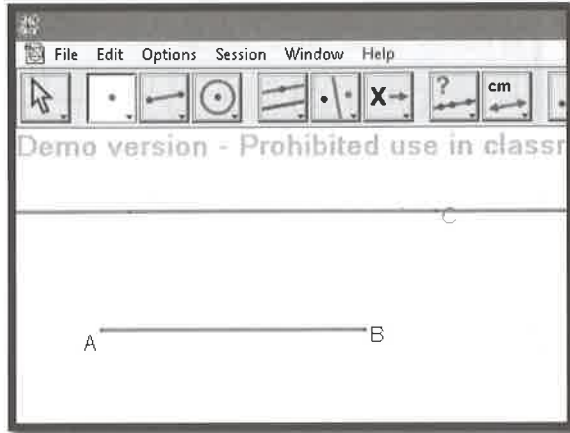 File Edit Options Session Window Help
? X cm
Demo version - Prohibited use in classr
C
A B